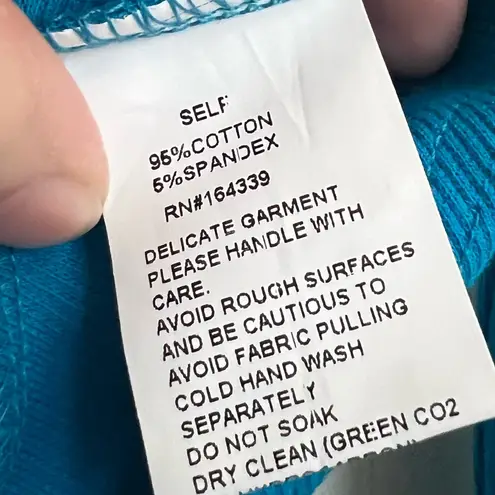 SELF
95%COTTON
5%SPANDEX
RN#164339
DELICATE GARMENT
PLEASE HANDLE WITH
CARE.
AVOID ROUGH SURFACES
AND BE CAUTIOUS TO
AVOID FABRIC PULLING
COLD HAND WASH
SEPARATELY
DO NOT SOAK
DRY CLEAN (GREEN CO2